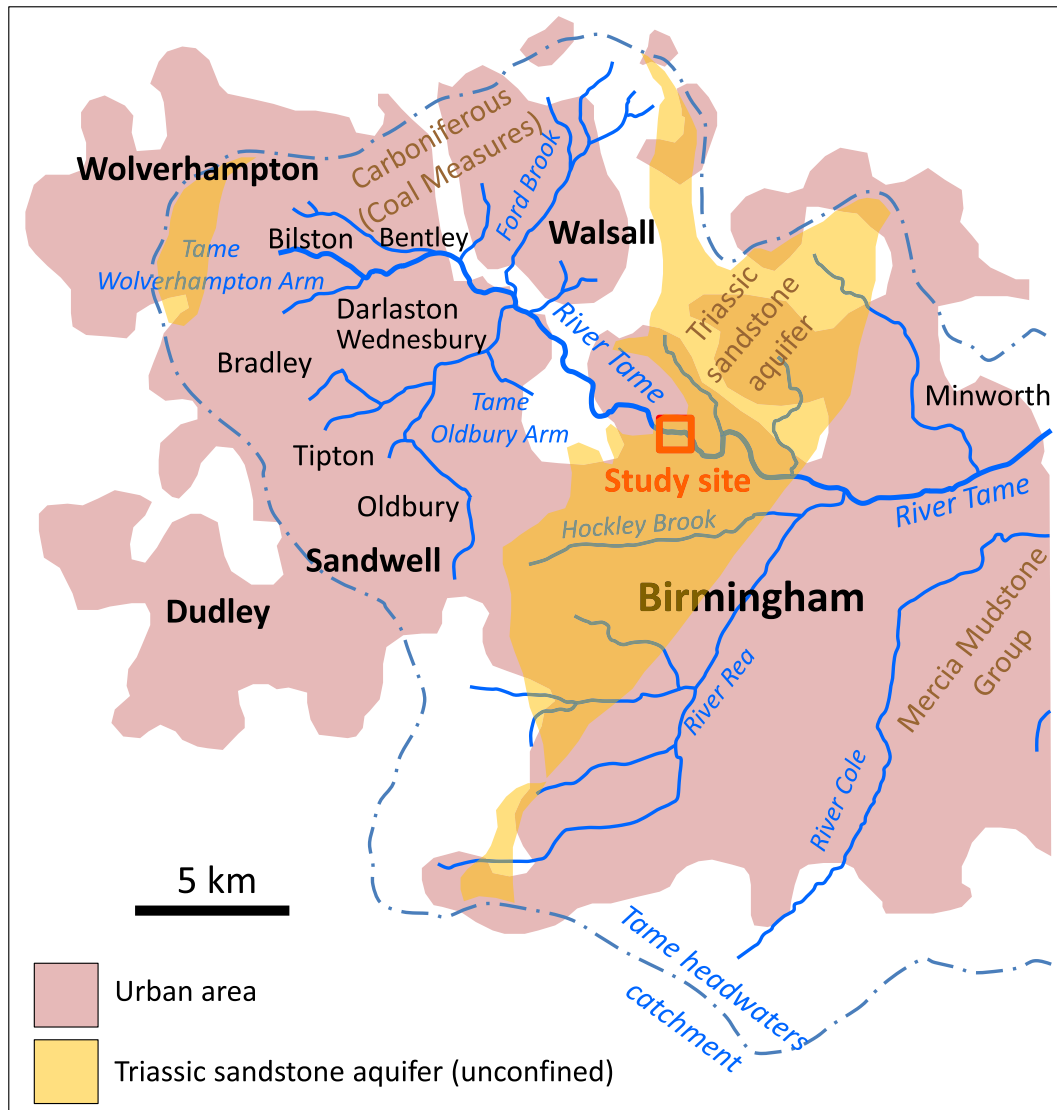 Carboniferous
(Coal Measures)
Wolverhampton
Ford Brook
Bilston
Bentley
Walsall
Tame
Wolverhampton Arm
Darlaston
Wednesbury
River Tame
Triassic
sandstone
aquifer
Bradley
Minworth
Tame
Oldbury Arm
Tipton
Study site
Oldbury
River Tame
Hockley Brook
Sandwell
Birmingham
Dudley
Mercia Mudstone
Group
River Rea
River Cole
5 km
Tame headwaters
catchment
Urban area
Triassic sandstone aquifer (unconfined)